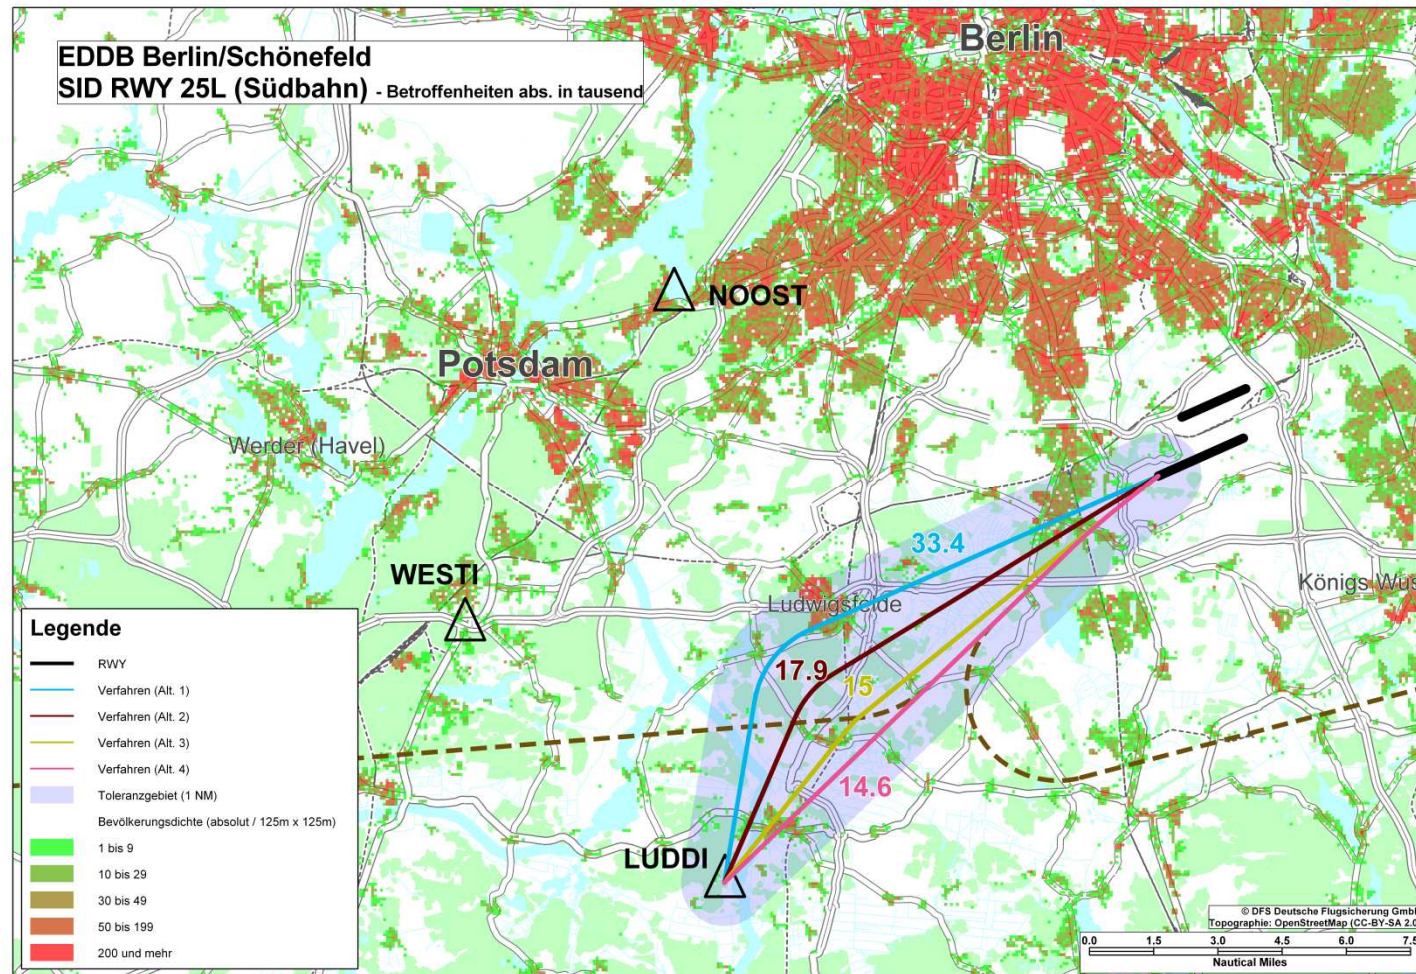 EDDB Berlin/Schönefeld
SID RWY 25L (Südbahn) - Betroffenheiten abs. in tausend
Berlin
NOOST
Potsdam
Werder (Havel)
33.4
WESTI
Ludwigsfelde
Königs Wus
17.9
15
14.6
LUDDI
Legende
RWY
Verfahren (Alt. 1)
Verfahren (Alt. 2)
Verfahren (Alt. 3)
Verfahren (Alt. 4)
Toleranzgebiet (1 NM)
Bevölkerungsdichte (absolut / 125m x 125m)
1 bis 9
10 bis 29
30 bis 49
50 bis 199
200 und mehr
© DFS Deutsche Flugsicherung GmbH
Topographie: OpenStreetMap (CC-BY-SA 2.0
0.0 1.5 3.0 4.5 6.0 7.5
Nautical Miles